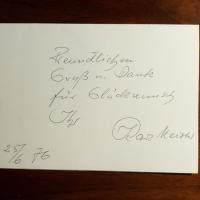 Freundlichen
Gruß u. Dank
für Glückwunsch
Ihr
25/6 76